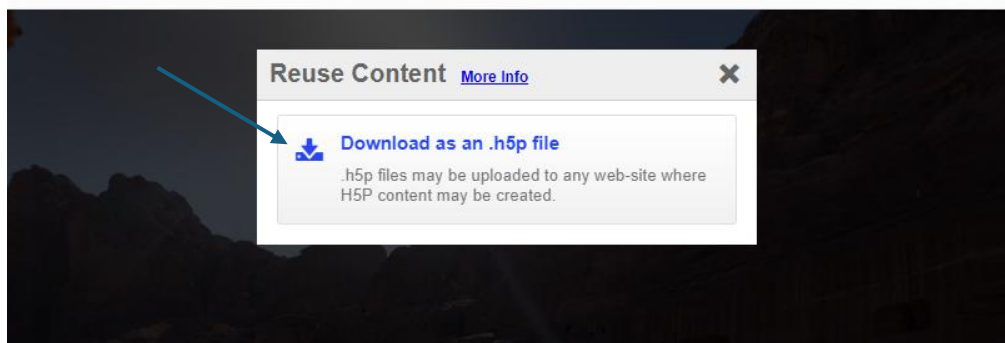 Reuse Content More Info
Download as an .h5p file
.h5p files may be uploaded to any web-site where
H5P content may be created.